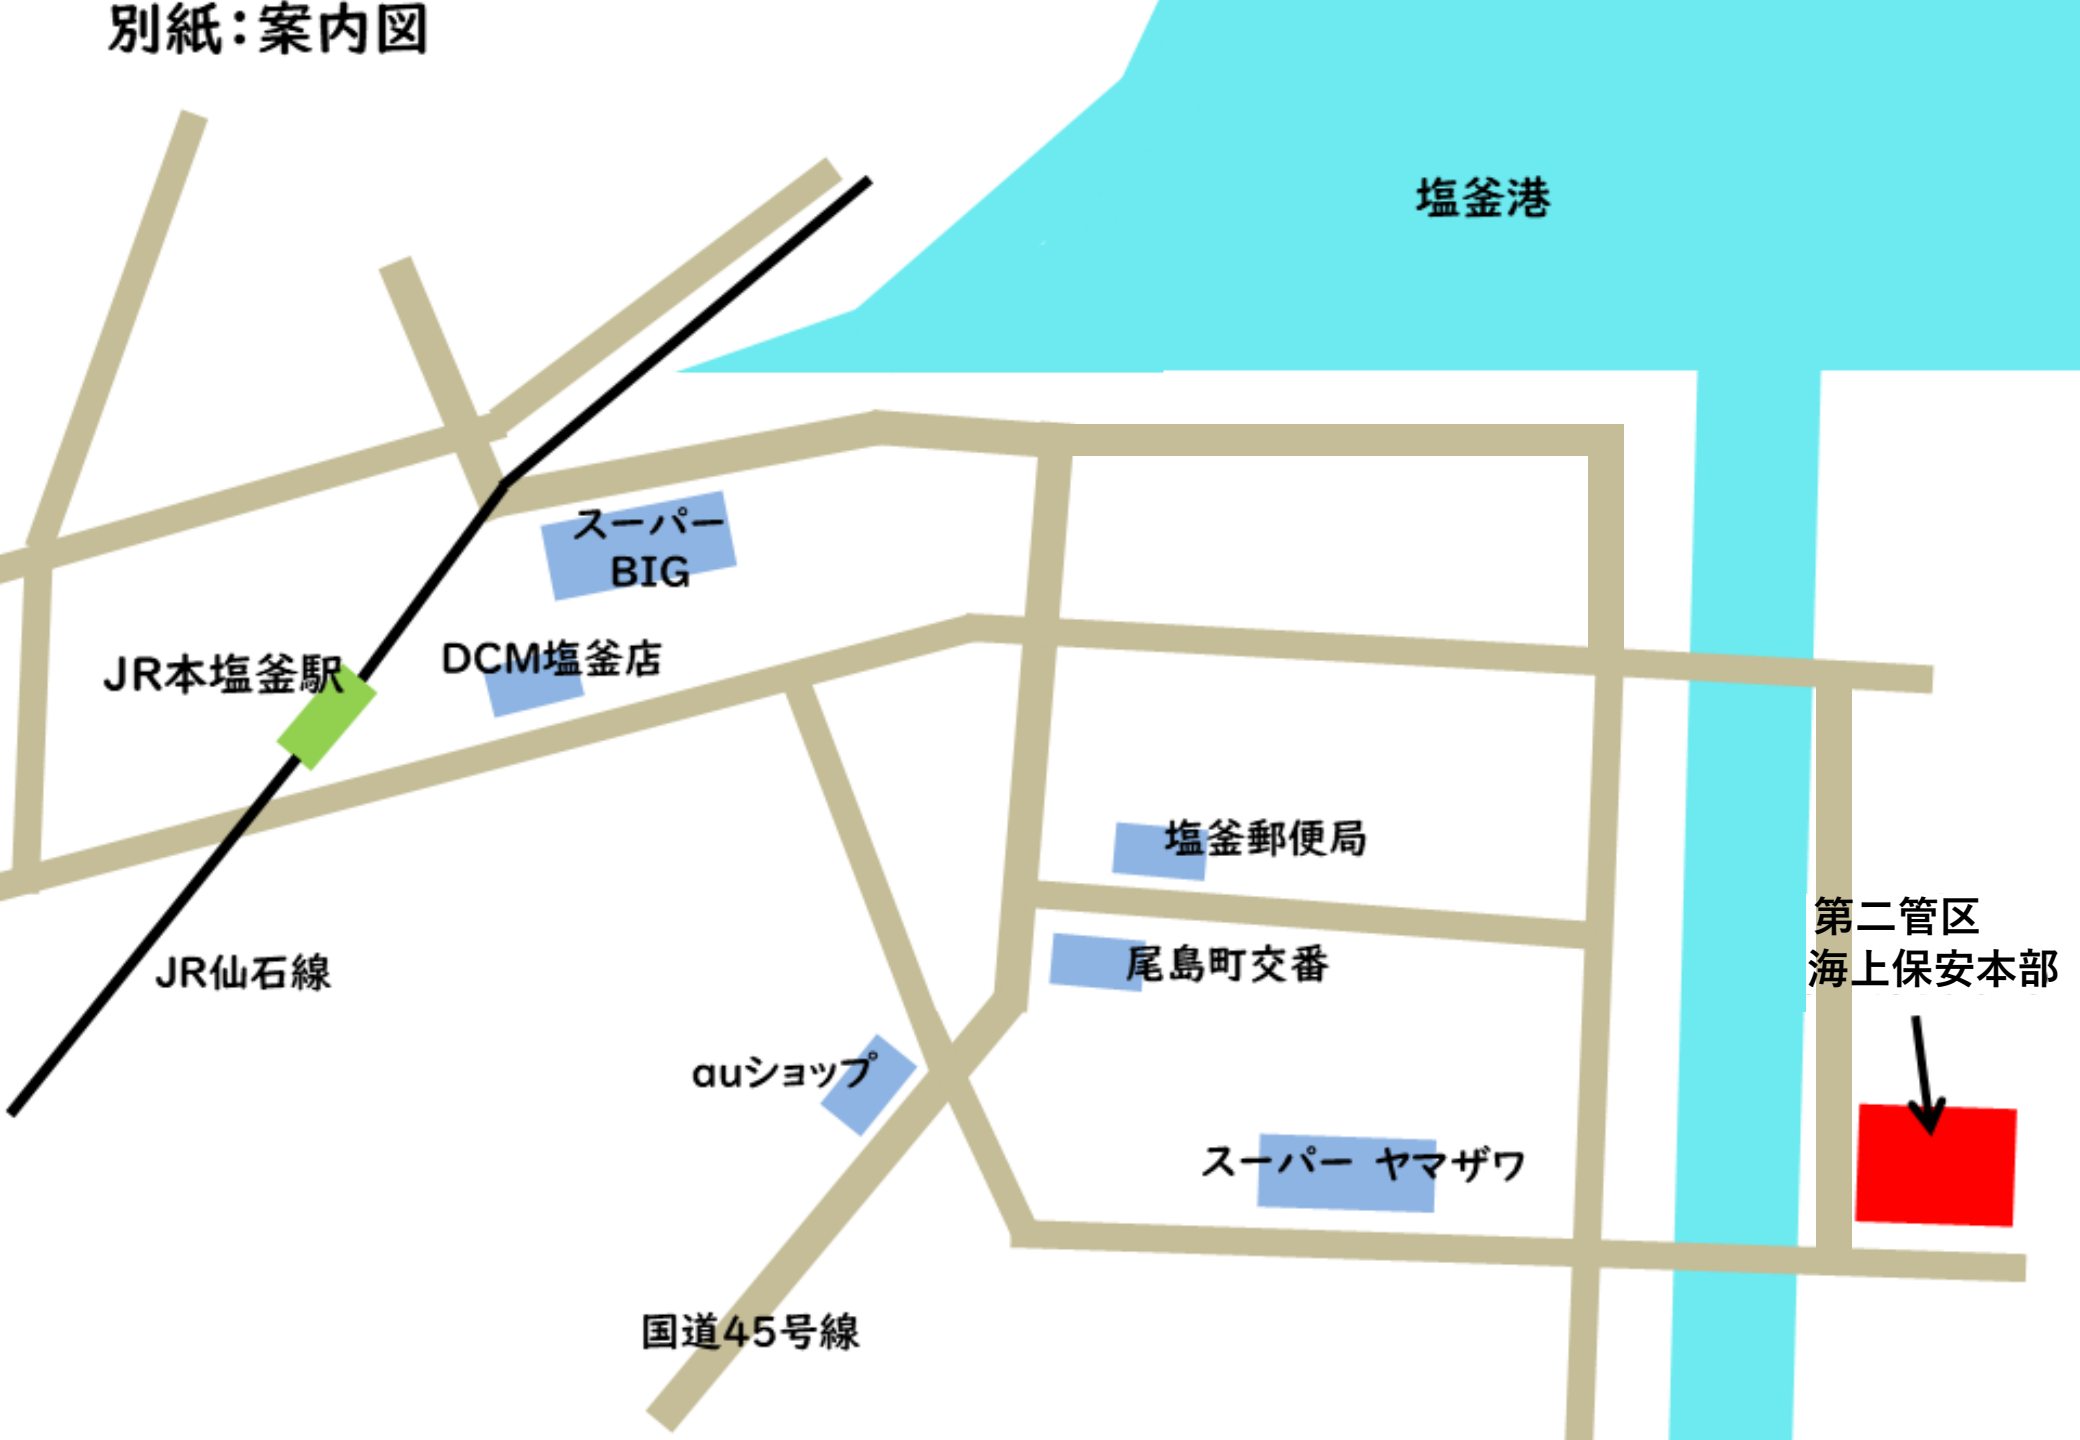 別紙：案内図
塩釜港
スーパー
BIG
DCM塩釜店
JR本塩釜駅
塩釜郵便局
第二管区
海上保安本部
尾島町交番
JR仙石線
auショップ
スーパー ヤマザワ
国道45号線